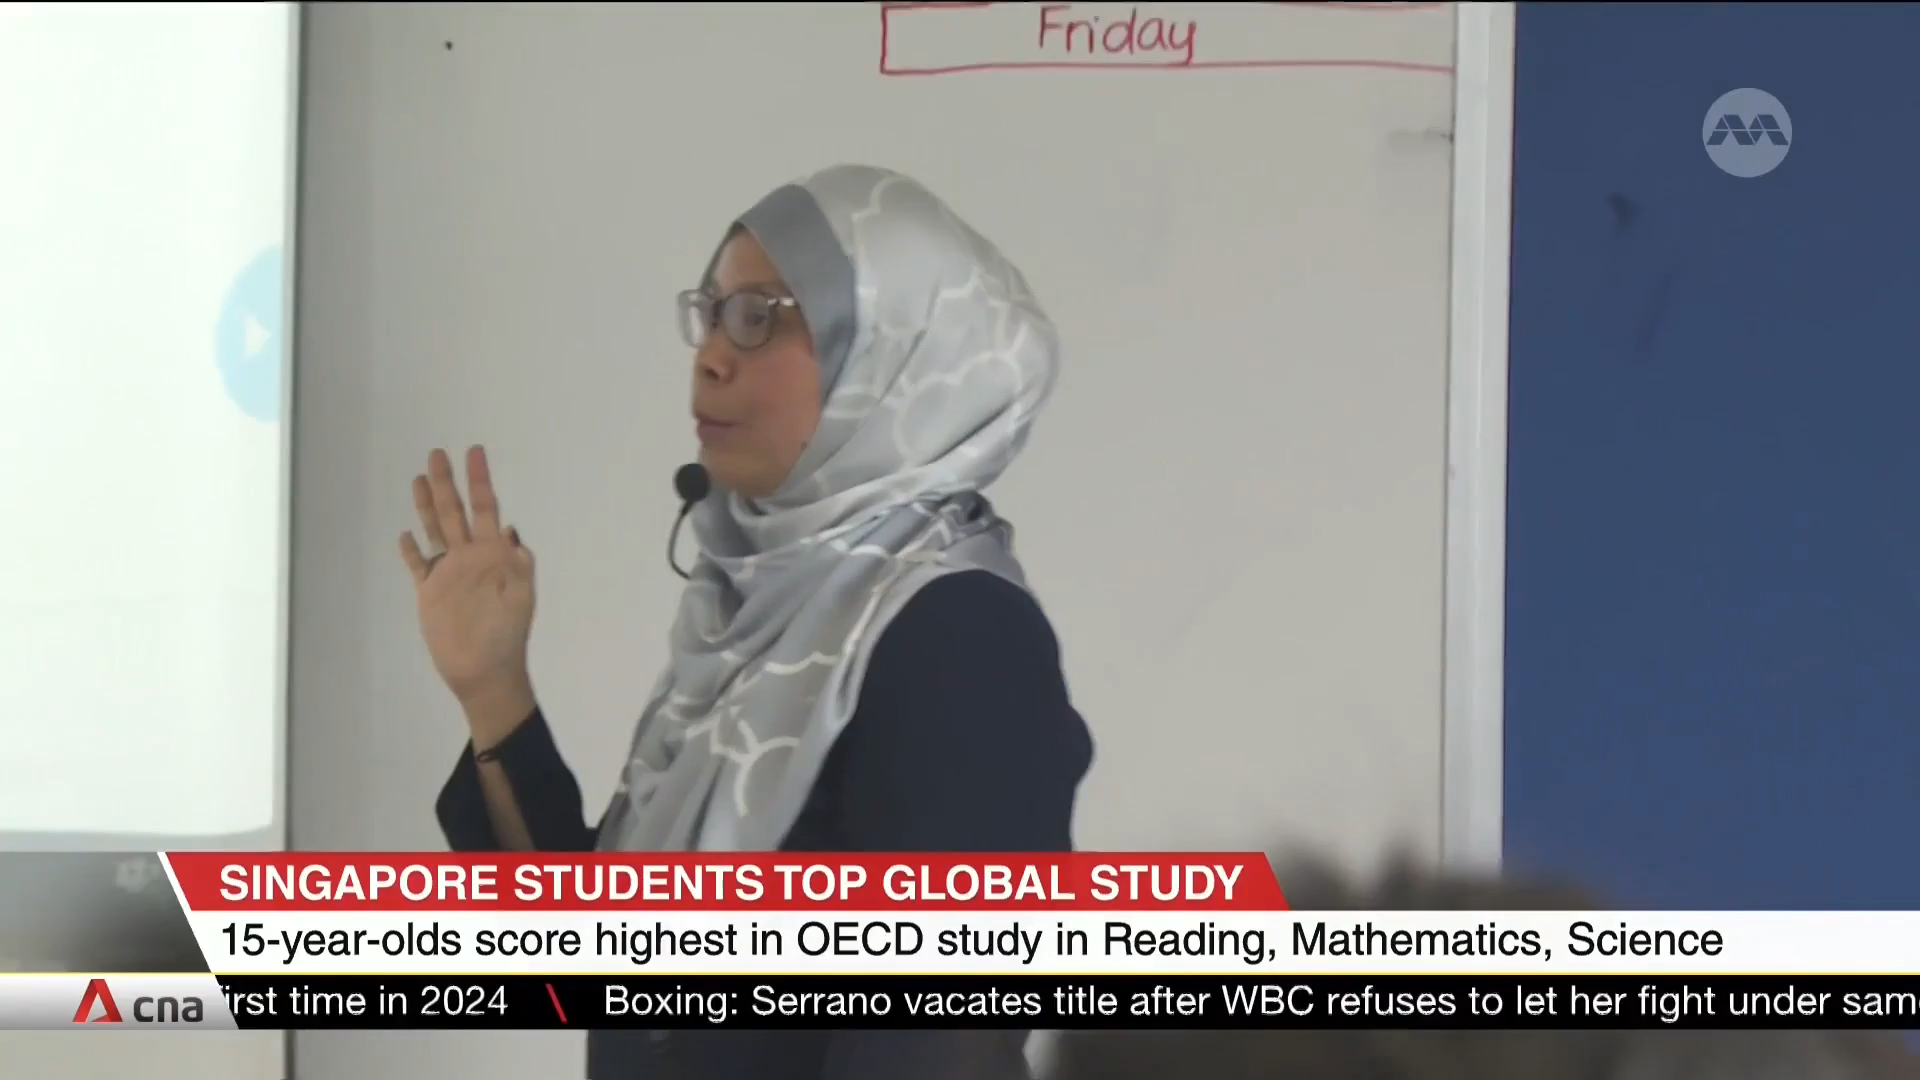 Friday
SINGAPORE STUDENTS TOP GLOBAL STUDY
15-year-olds score highest in OECD study in Reading, Mathematics, Science
cna
irst time in 2024 \ Boxing: Serrano vacates title after WBC refuses to let her fight under sam